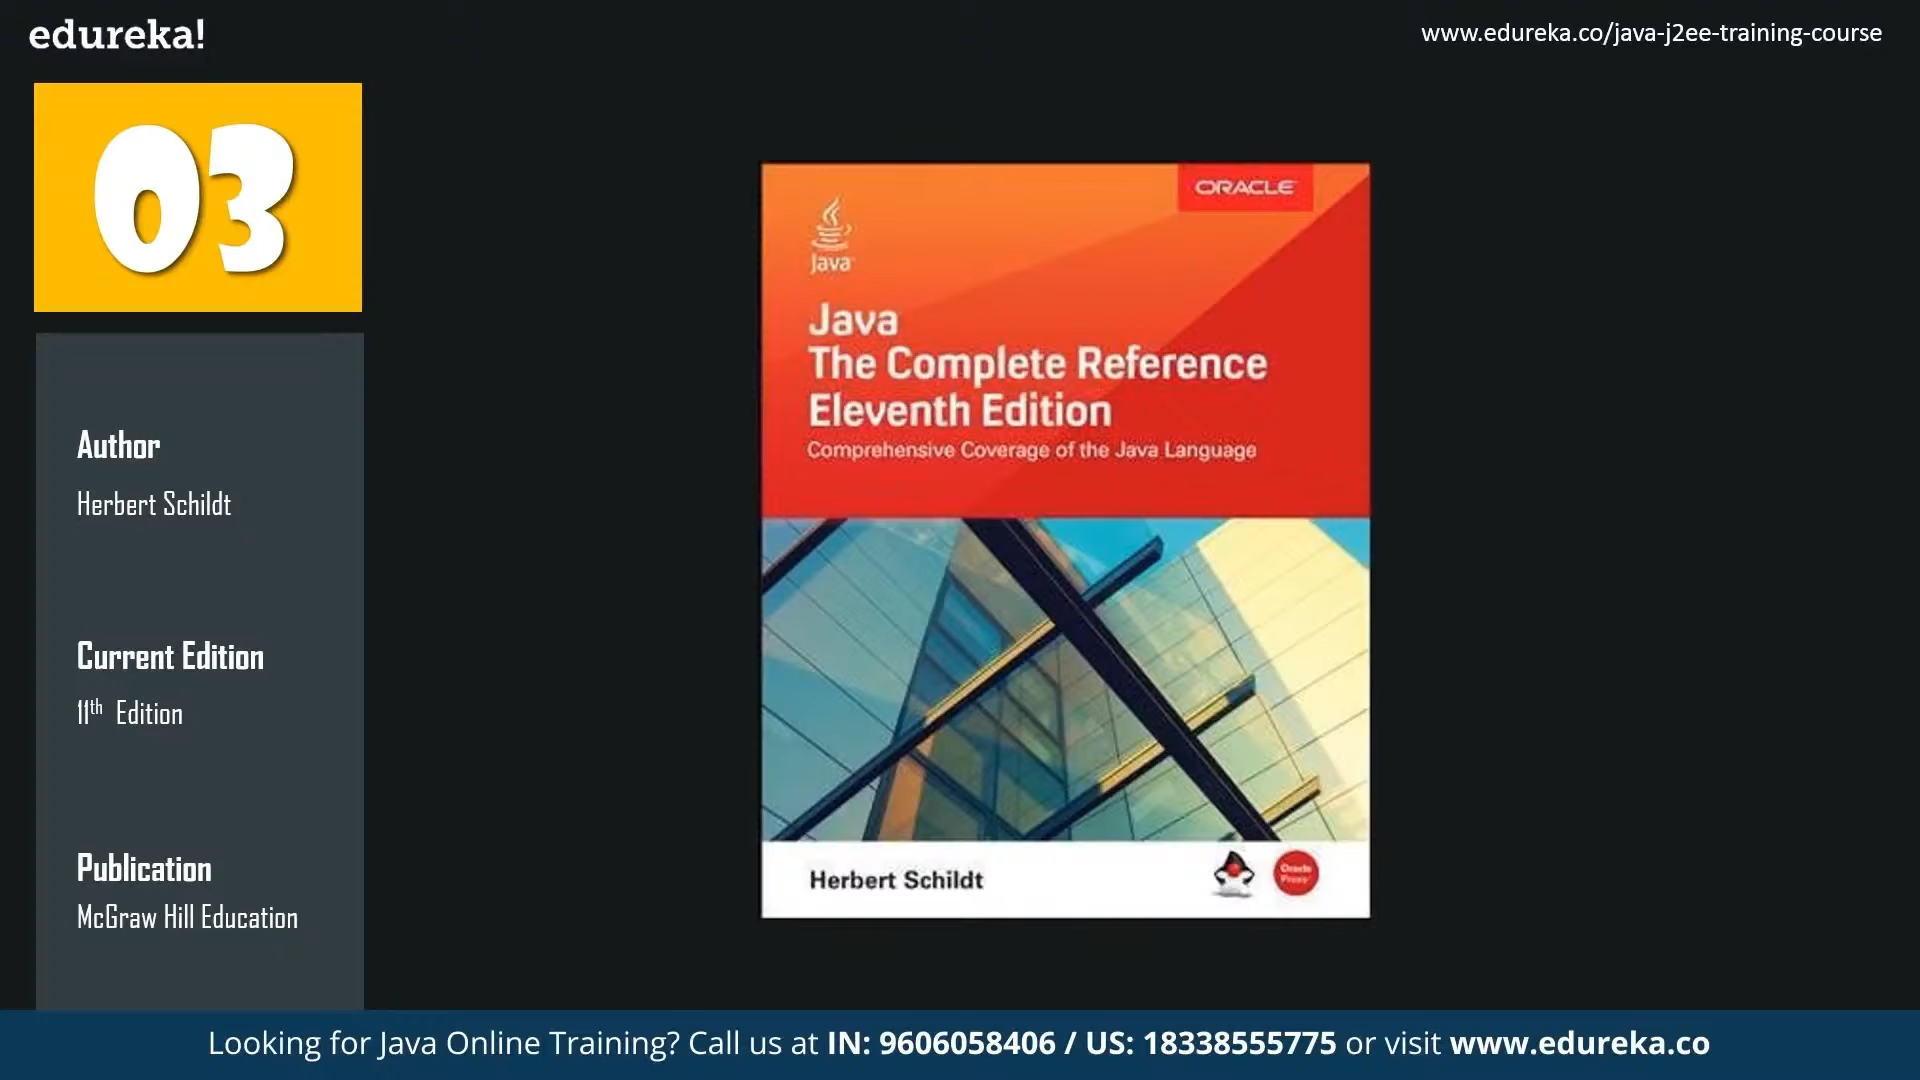 edureka!
www.edureka.co/java-j2ee-training-course
03
Author
Herbert Schildt
Current Edition
11th Edition
Publication
McGraw Hill Education
ORACLE
Java
Java
The Complete Reference
Eleventh Edition
Comprehensive Coverage of the Java Language
Herbert Schildt
Oracle
Press
Looking for Java Online Training? Call us at IN: 9606058406 / US: 18338555775 or visit www.edureka.co